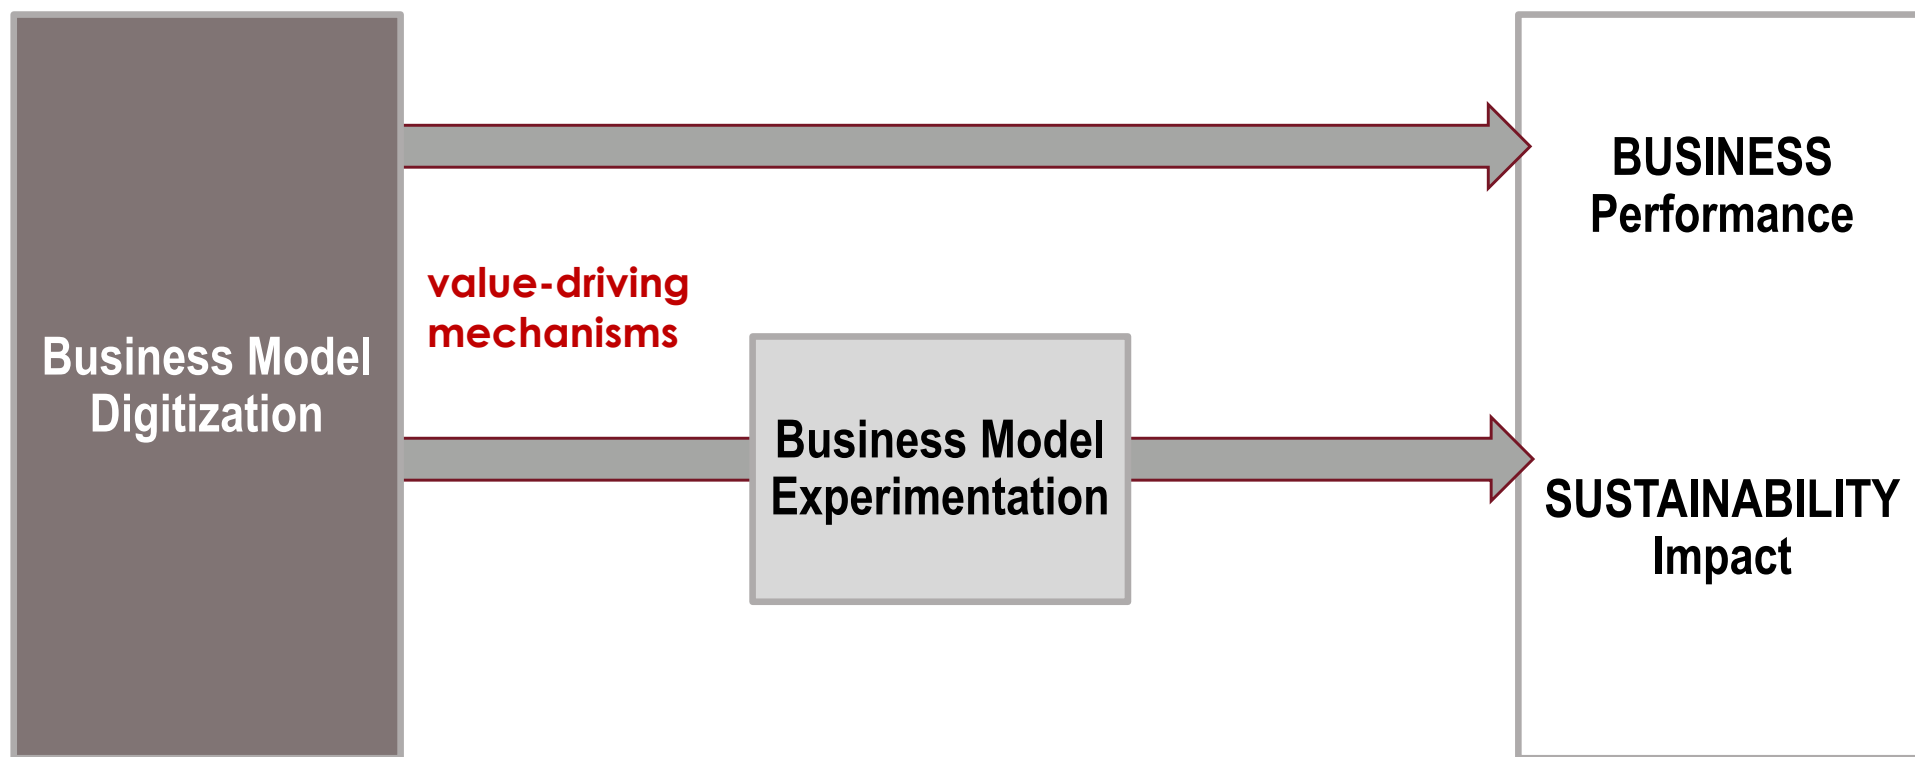 Business Model
Digitization
value-driving
mechanisms
Business Model
Experimentation
BUSINESS
Performance
SUSTAINABILITY
Impact